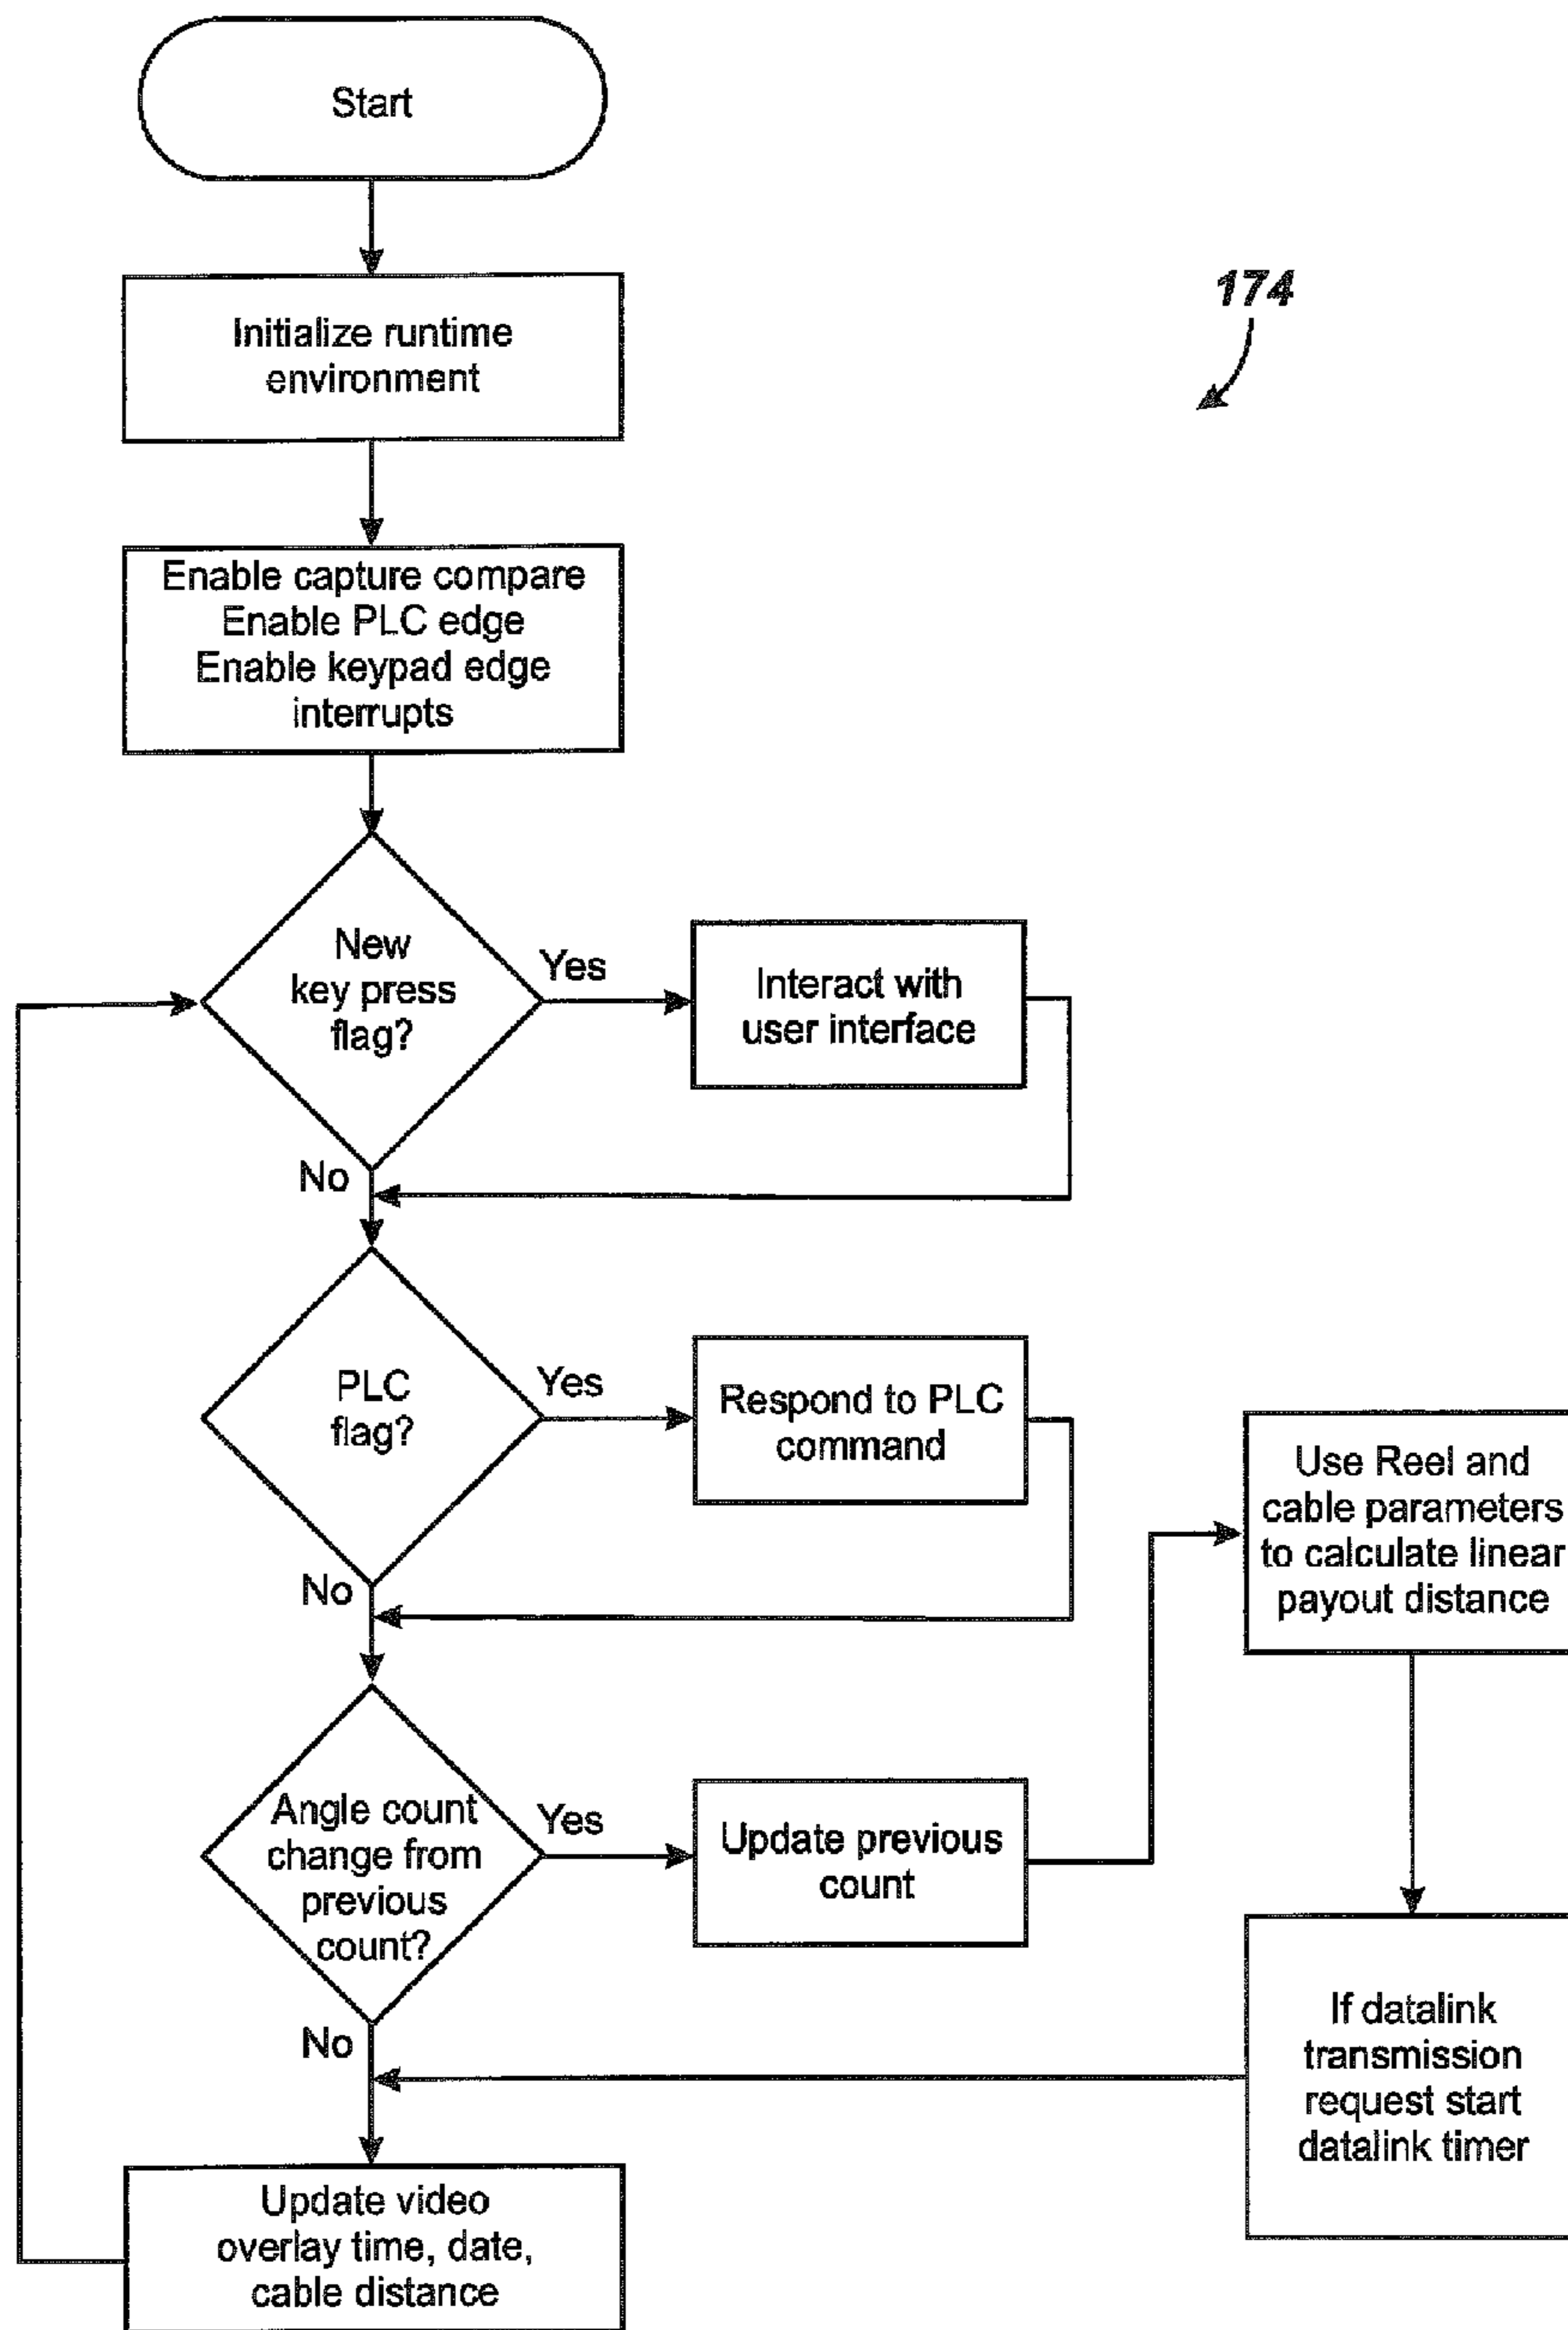 Start
174
Initialize runtime
environment
Enable capture compare
Enable PLC edge
Enable keypad edge
interrupts
New
key press
flag?
Yes
Interact with
user interface
No
PLC
flag?
Yes
Respond to PLC
command
No
Angle count
change from
previous
count?
Yes
Update previous
count
Use Reel and
cable parameters
to calculate linear
payout distance
If datalink
transmission
request start
datalink timer
No
Update video
overlay time, date,
cable distance